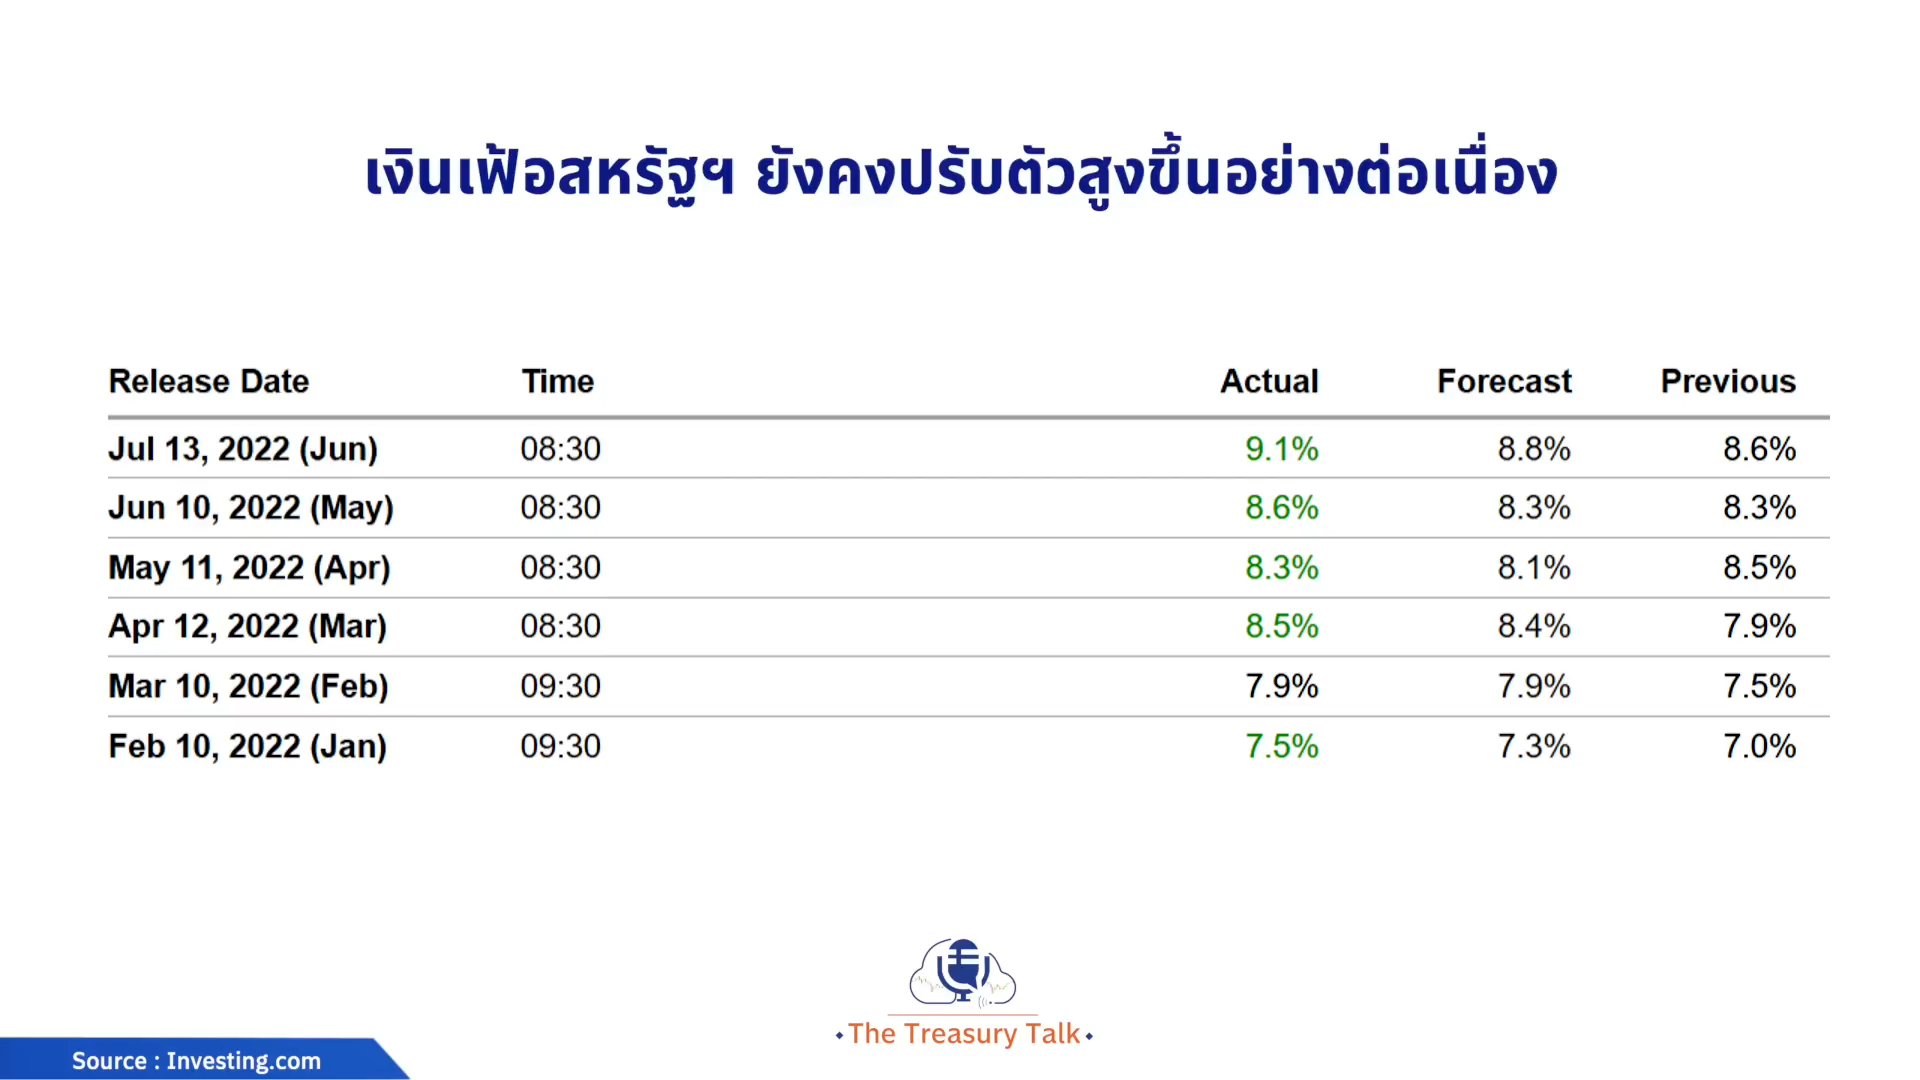 เงินเฟ้อสหรัฐฯ ยังคงปรับตัวสูงขึ้นอย่างต่อเนื่อง
Release Date Time Actual Forecast Previous
Jul 13, 2022 (Jun) 08:30 9.1% 8.8% 8.6%
Jun 10, 2022 (May) 08:30 8.6% 8.3% 8.3%
May 11, 2022 (Apr) 08:30 8.3% 8.1% 8.5%
Apr 12, 2022 (Mar) 08:30 8.5% 8.4% 7.9%
Mar 10, 2022 (Feb) 09:30 7.9% 7.9% 7.5%
Feb 10, 2022 (Jan) 09:30 7.5% 7.3% 7.0%
The Treasury Talk
Source : Investing.com